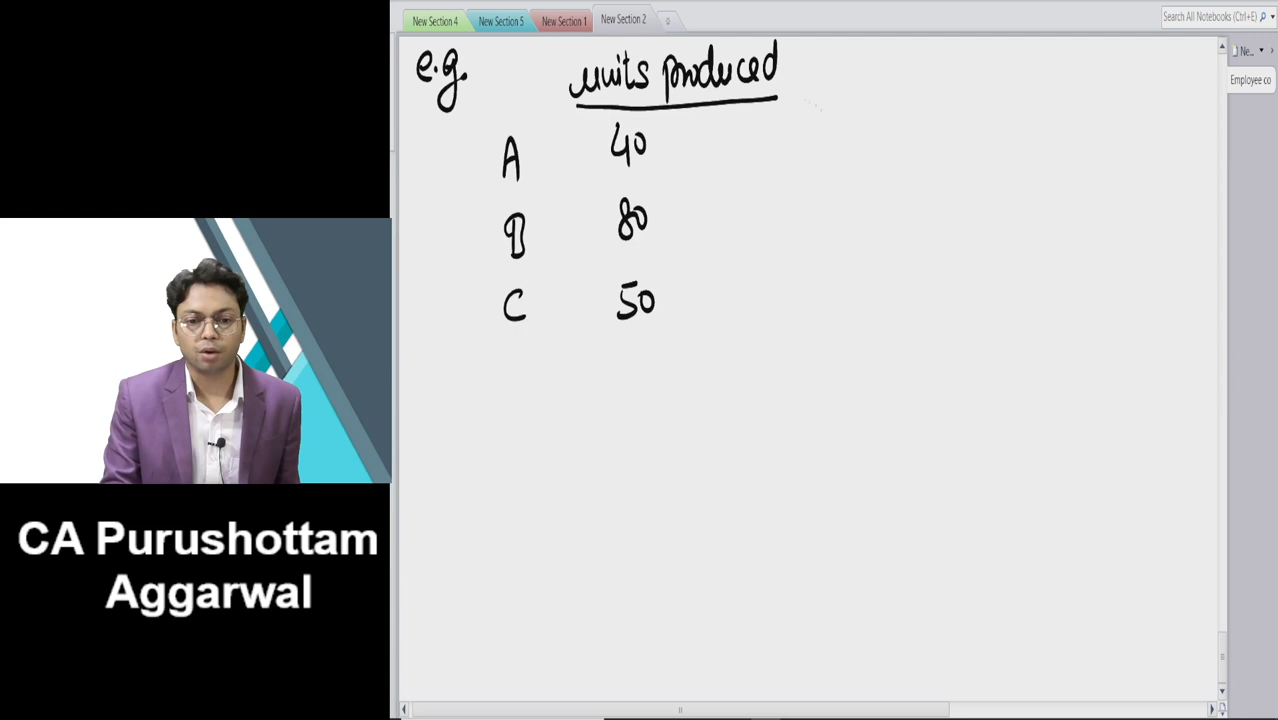 New Section 4 New Section 5 New Section 1 New Section 2
Search All Notebooks (Ctrl+E)
Ne...
Employee co
e.g. units produced
A 40
B 80
C 50
CA Purushottam
Aggarwal